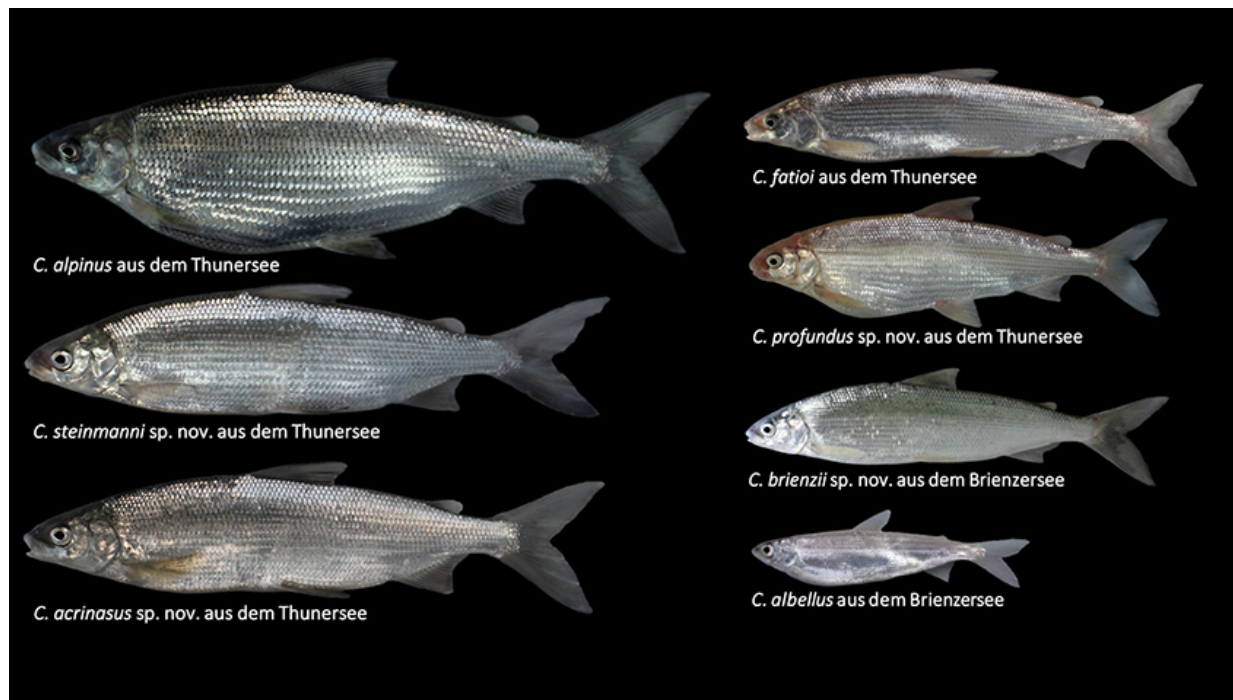 C. alpinus aus dem Thunersee
C. steinmanni sp. nov. aus dem Thunersee
C. acrinasus sp. nov. aus dem Thunersee
C. fatioi aus dem Thunersee
C. profundus sp. nov. aus dem Thunersee
C. brienzii sp. nov. aus dem Brienzersee
C. albellus aus dem Brienzersee